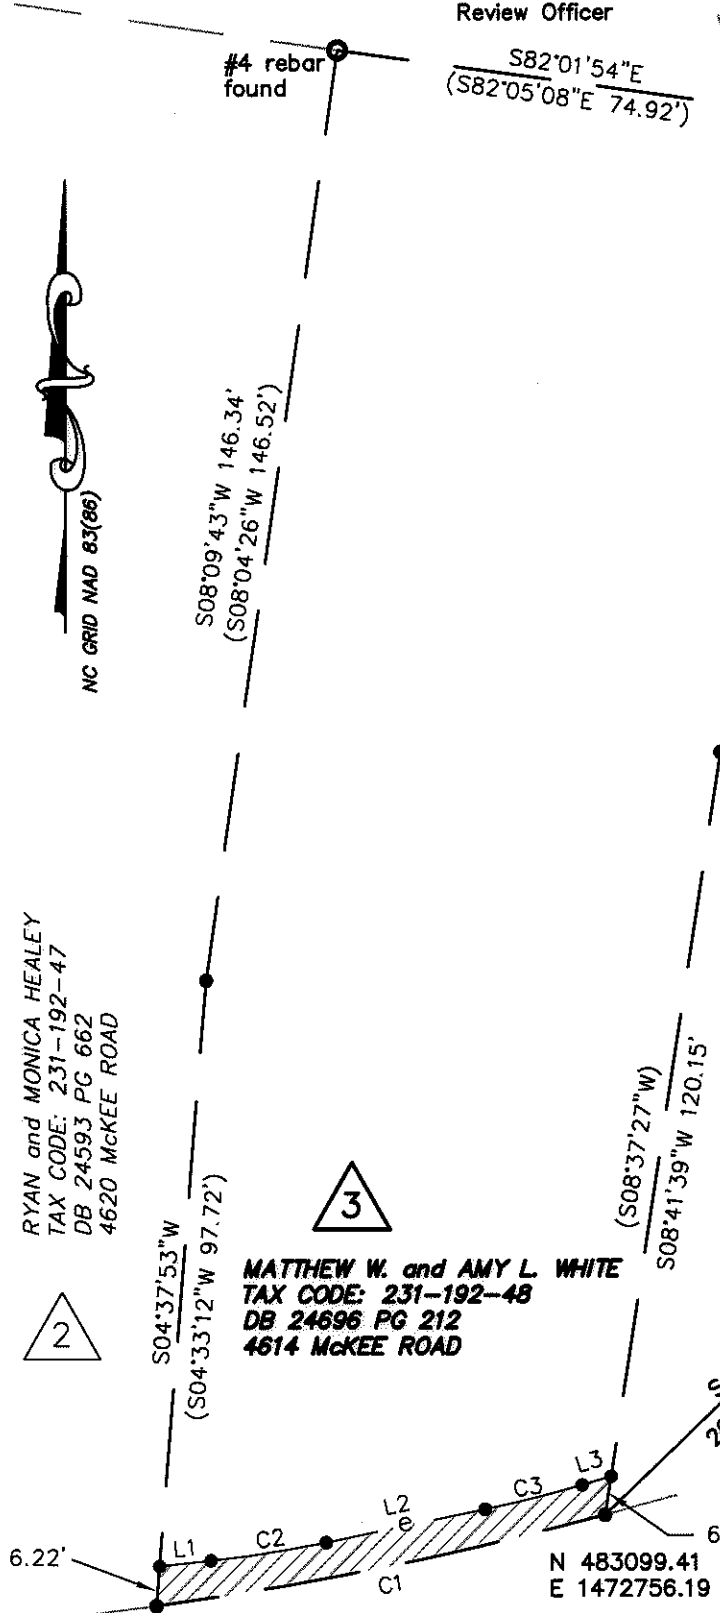 Review Officer
#4 rebar
found
S82°01'54"E
(S82°05'08"E 74.92')
NC GRID NAD 83(86)
S08°09'43"W 146.34'
(S08°04'26"W 146.52')
RYAN and MONICA HEALEY
TAX CODE: 231-192-47
DB 24593 PG 662
4620 McKEE ROAD
2
S04°37'53"W
(S04°33'12"W 97.72')
3
MATTHEW W. and AMY L. WHITE
TAX CODE: 231-192-48
DB 24696 PG 212
4614 McKEE ROAD
(S08°37'27"W)
S08°41'39"W 120.15'
6.22'
L1
C2
L2
e
C3
L3
C1
6
N 483099.41
E 1472756.19